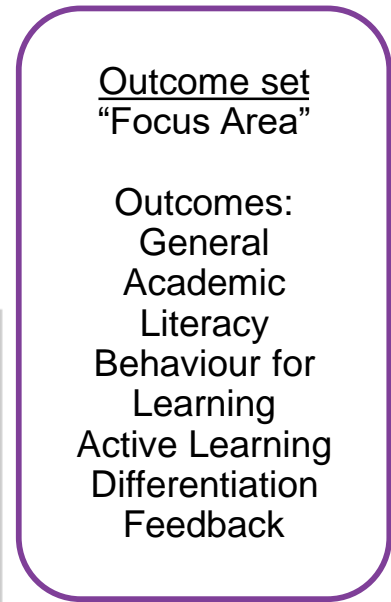 Outcome set
“Focus Area”
Outcomes:
General
Academic
Literacy
Behaviour for
Learning
Active Learning
Differentiation
Feedback